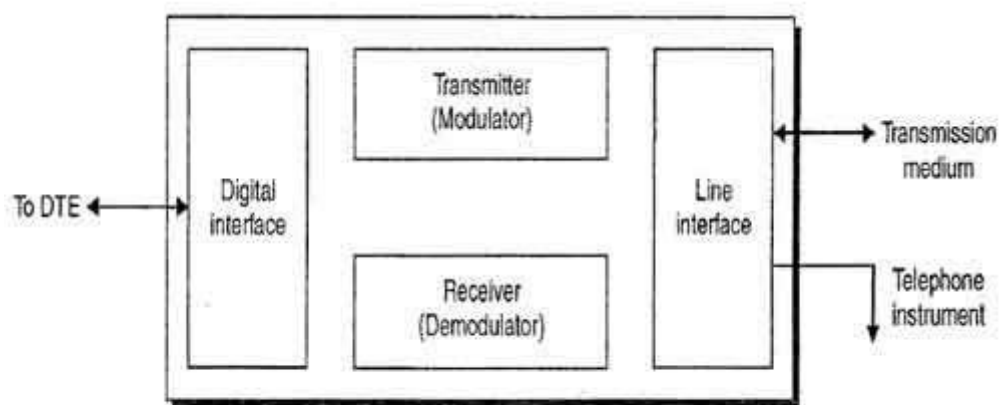 Transmitter
(Modulator)
To DTE
Digital
interface
Line
interface
Transmission
medium
Receiver
(Demodulator)
Telephone
instrument